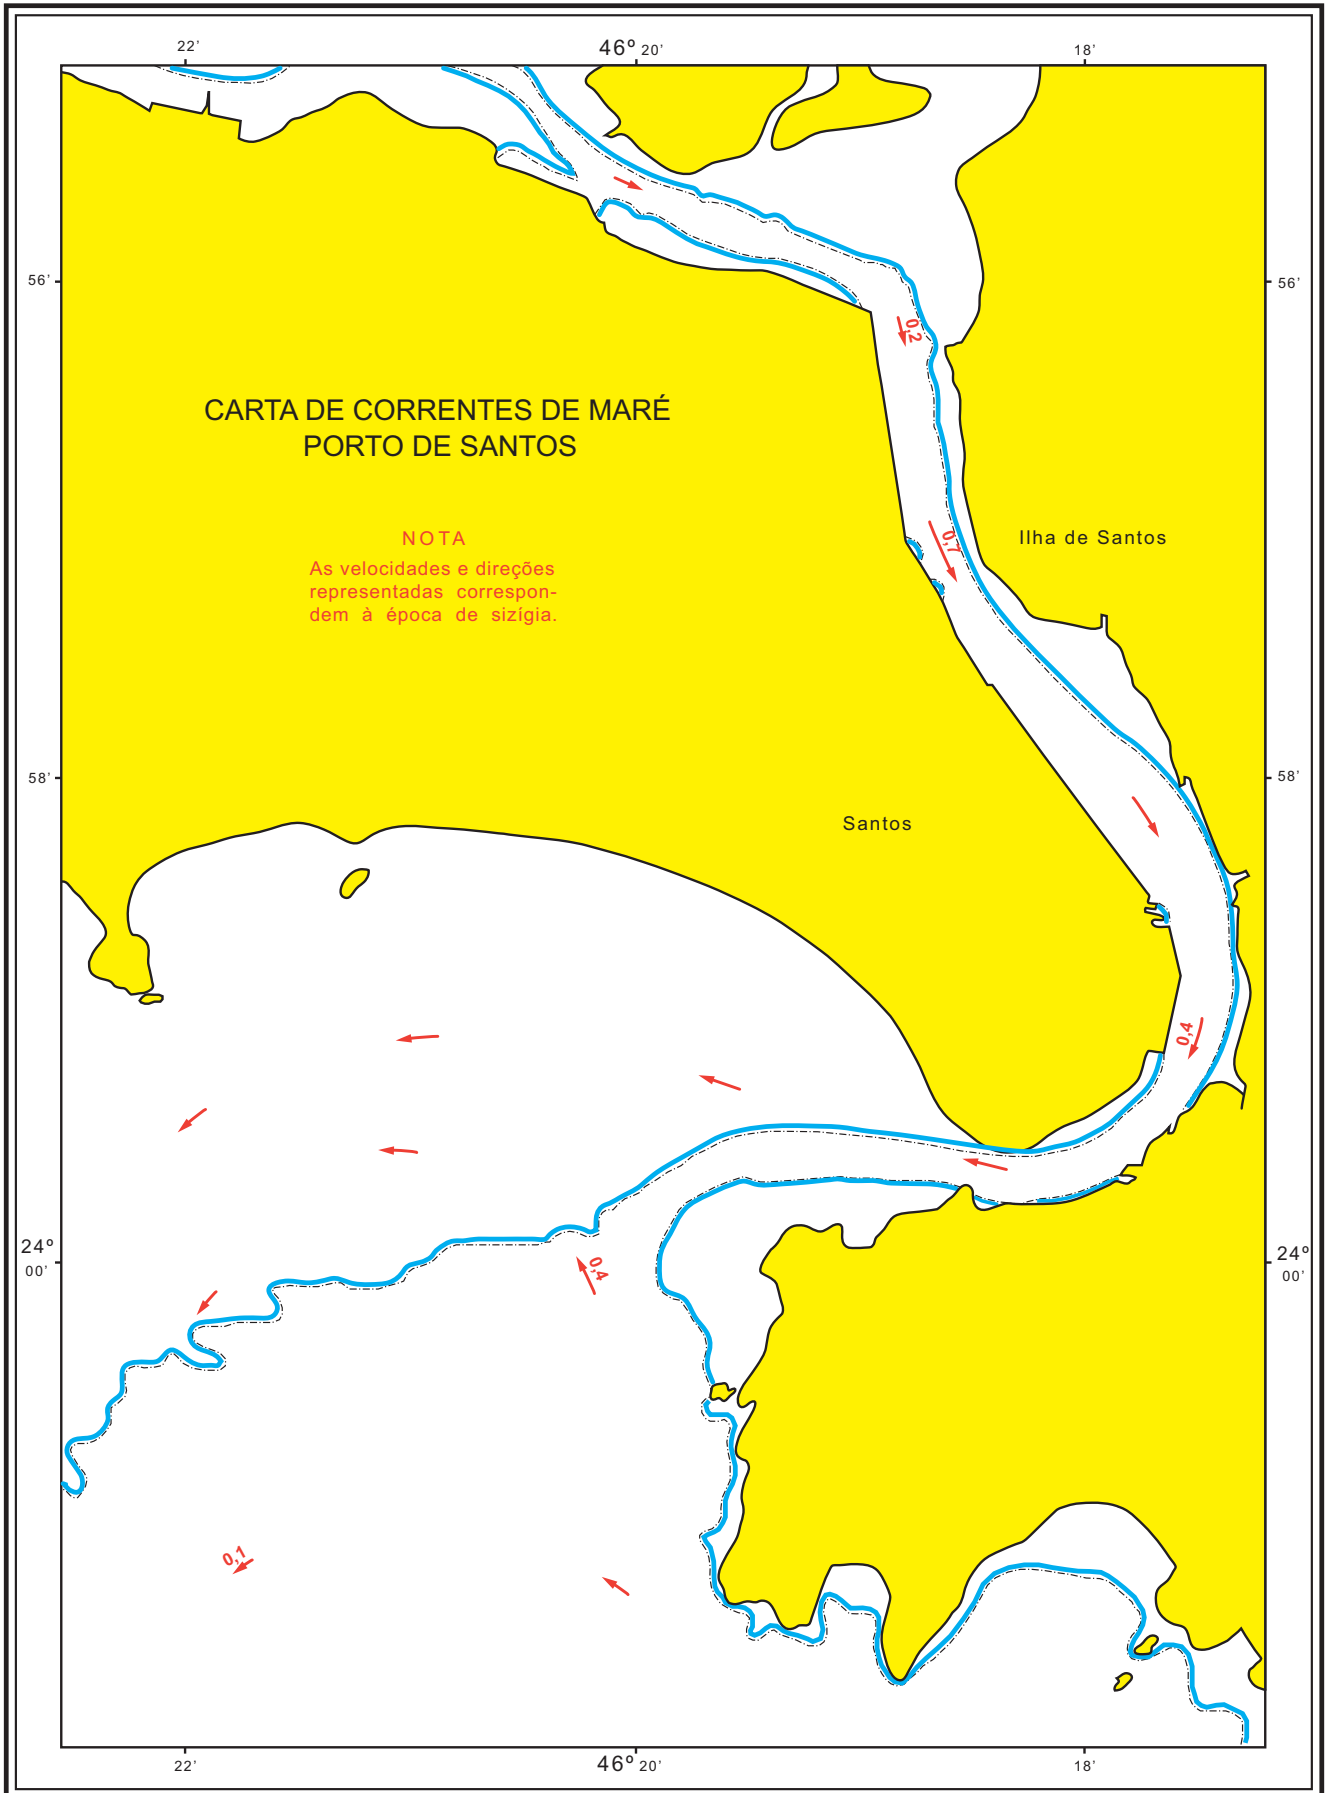 22'
46° 20'
18'
56'
56'
0,2
CARTA DE CORRENTES DE MARÉ
PORTO DE SANTOS
NOTA
As velocidades e direções
representadas correspon-
dem à época de sizígia.
0,7
Ilha de Santos
58'
58'
Santos
0,4
24°
00'
24°
00'
0,4
0,1
22'
46° 20'
18'